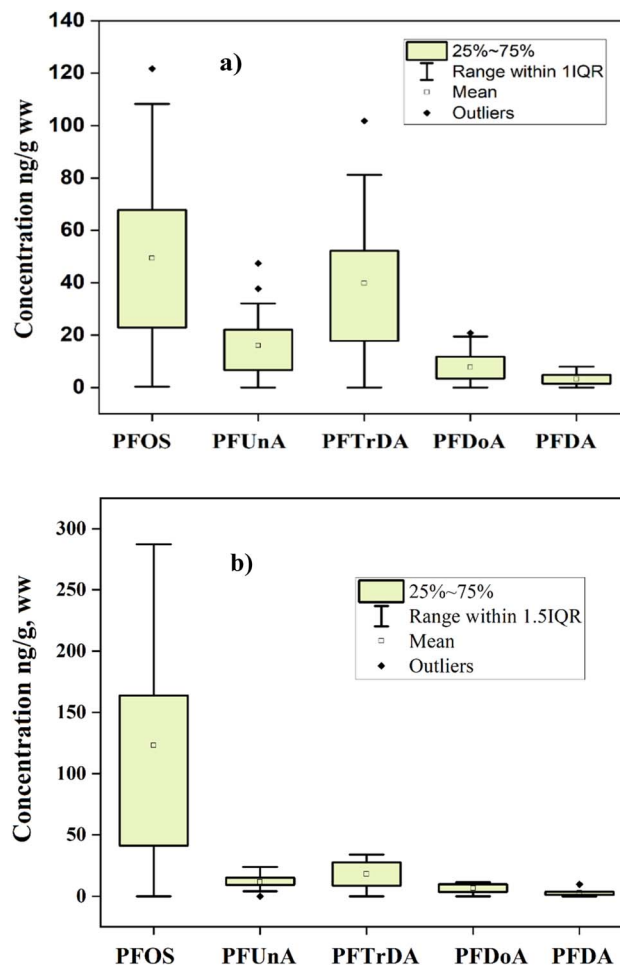 140
120
100
80
60
40
20
0
Concentration ng/g ww
a)
25%~75%
Range within 1IQR
Mean
Outliers
PFOS PFUnA PFTrDA PFDoA PFDA
300
250
200
150
100
50
0
Concentration ng/g, ww
b)
25%~75%
Range within 1.5IQR
Mean
Outliers
PFOS PFUnA PFTrDA PFDoA PFDA